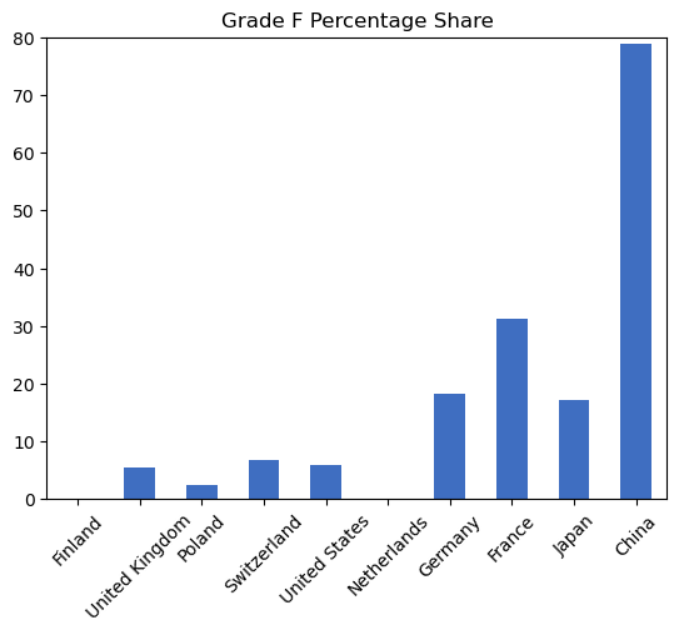 Grade F Percentage Share
80
70
60
50
40
30
20
10
0
Finland
United Kingdom
Poland
Switzerland
United States
Netherlands
Germany
France
Japan
China